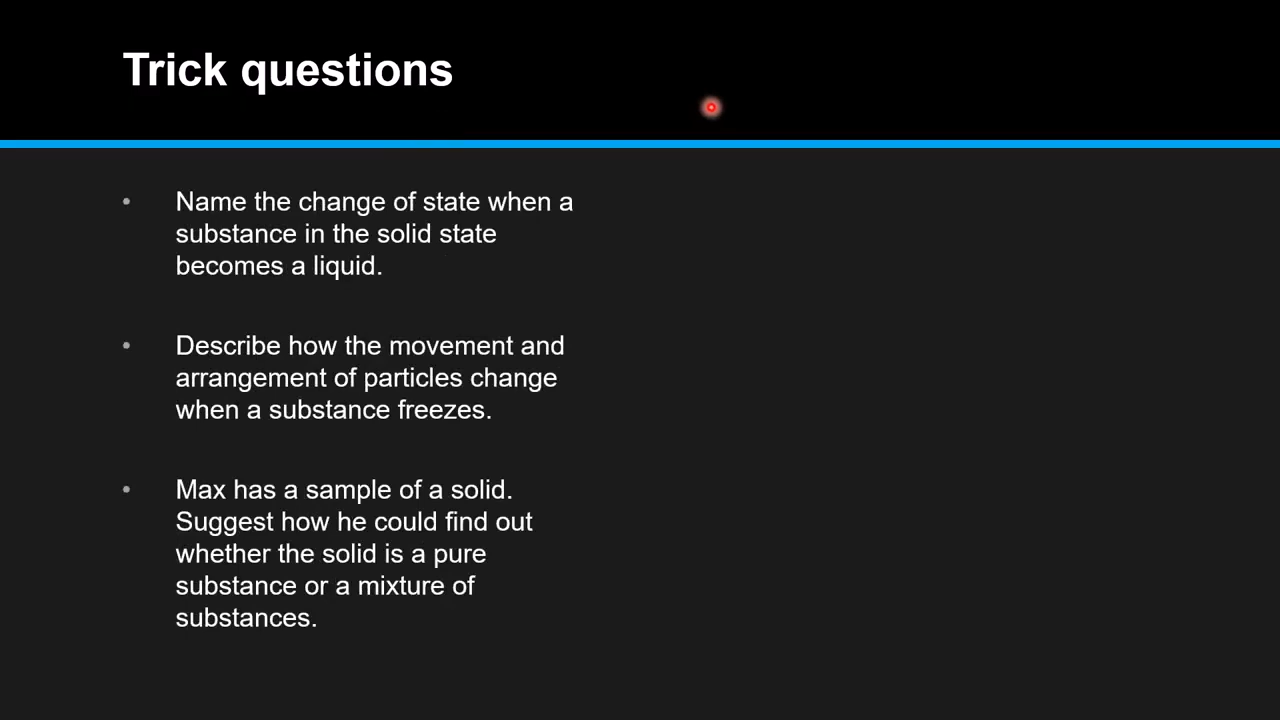 Trick questions
• Name the change of state when a
substance in the solid state
becomes a liquid.
• Describe how the movement and
arrangement of particles change
when a substance freezes.
• Max has a sample of a solid.
Suggest how he could find out
whether the solid is a pure
substance or a mixture of
substances.